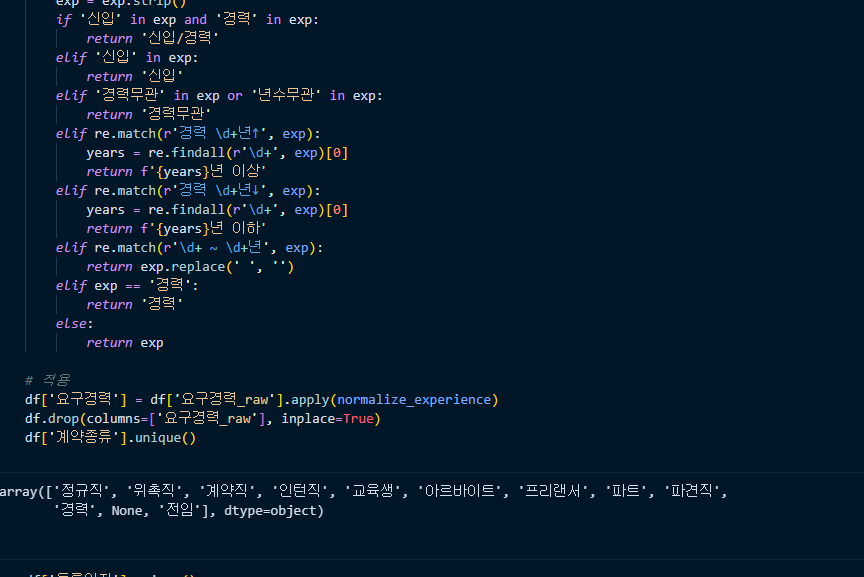 exp = exp.strip()
if '신입' in exp and '경력' in exp:
return '신입/경력'
elif '신입' in exp:
return '신입'
elif '경력무관' in exp or '년수무관' in exp:
return '경력무관'
elif re.match(r'경력 \d+년↑', exp):
years = re.findall(r'\d+', exp)[0]
return f'{years}년 이상'
elif re.match(r'경력 \d+년↓', exp):
years = re.findall(r'\d+', exp)[0]
return f'{years}년 이하'
elif re.match(r'\d+ ~ \d+년', exp):
return exp.replace(' ', '')
elif exp == '경력':
return '경력'
else:
return exp
# 적용
df['요구경력'] = df['요구경력_raw'].apply(normalize_experience)
df.drop(columns=['요구경력_raw'], inplace=True)
df['계약종류'].unique()
array(['정규직', '위촉직', '계약직', '인턴직', '교육생', '아르바이트', '프리랜서', '파트', '파견직',
'경력', None, '전임'], dtype=object)